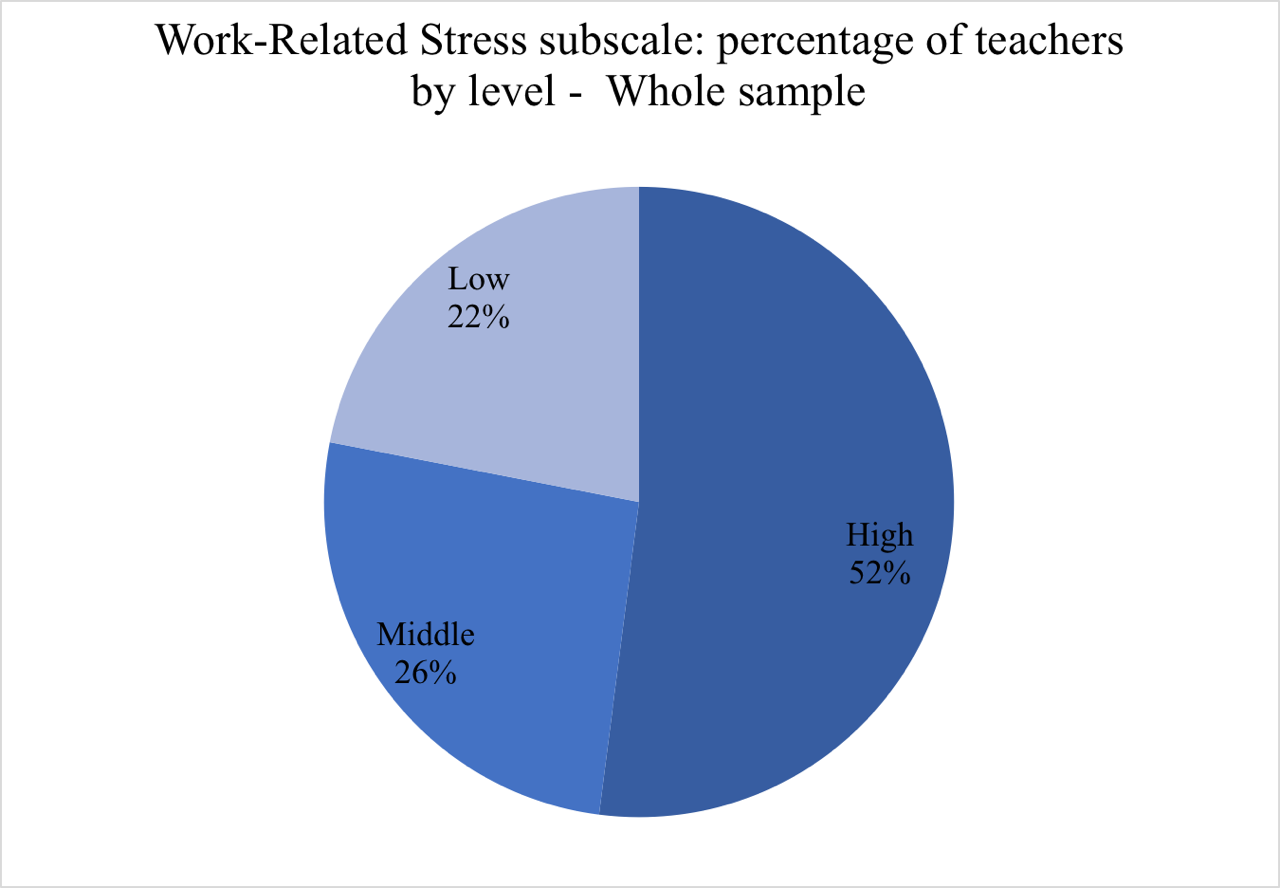 Work-Related Stress subscale: percentage of teachers
by level -  Whole sample
Low
22%
High
52%
Middle
26%